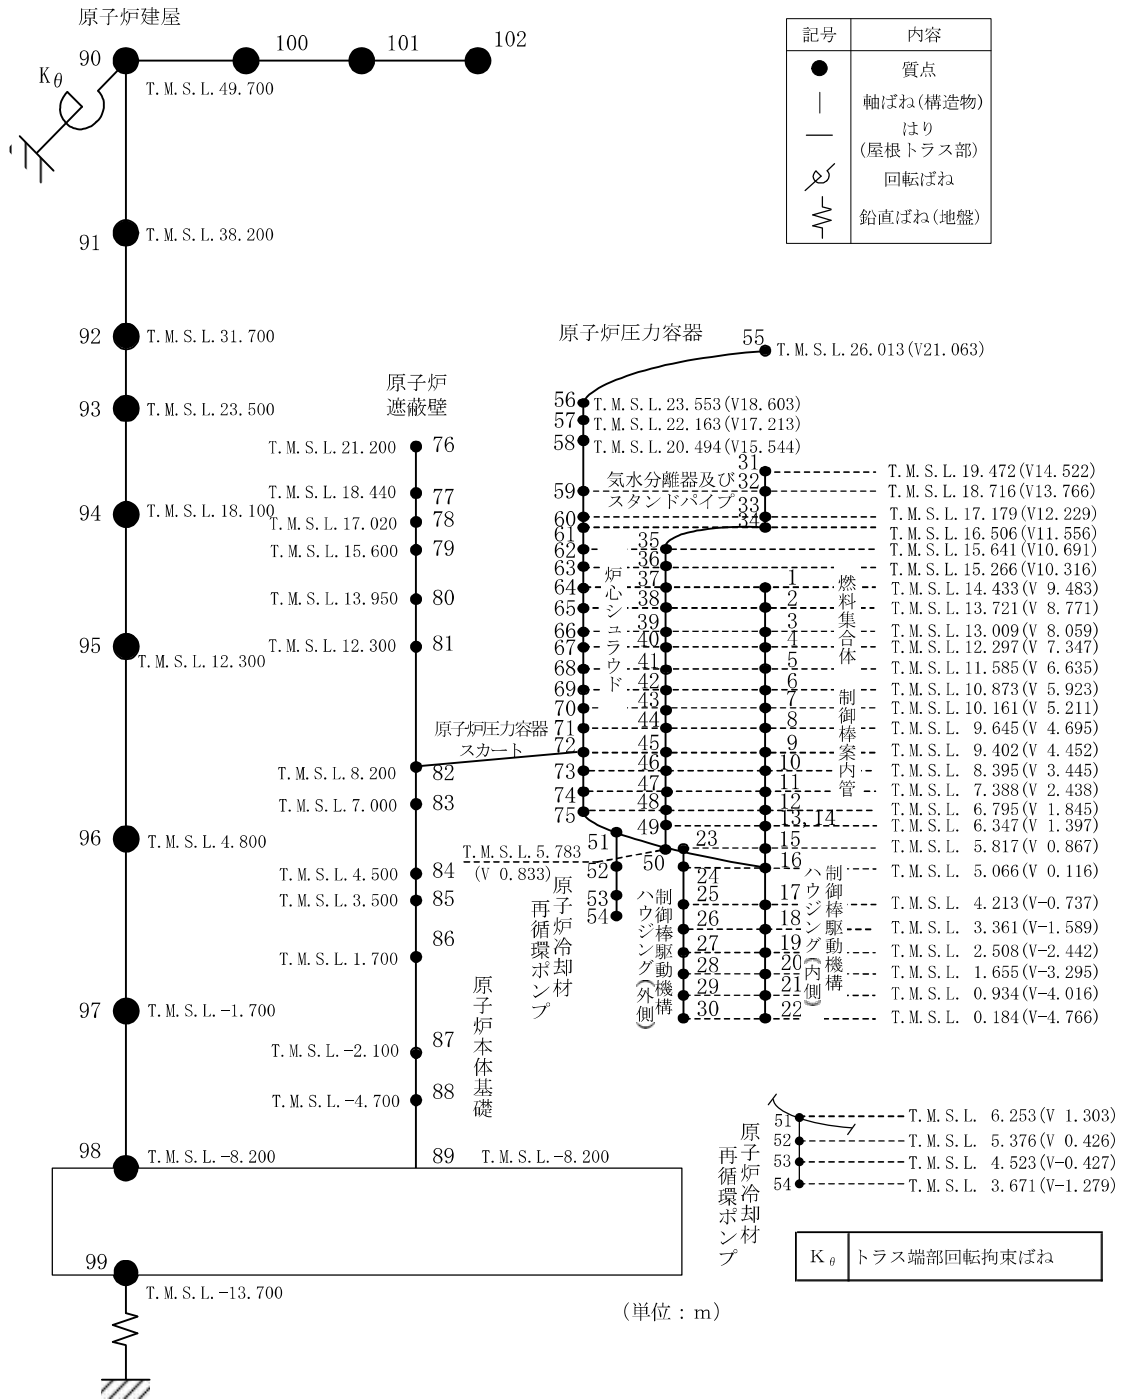 原子炉建屋
90
100
101
102
Kθ
T.M.S.L.49.700
記号 内容
質点
軸ばね(構造物)
はり
(屋根トラス部)
回転ばね
鉛直ばね(地盤)
91 T.M.S.L.38.200
92 T.M.S.L.31.700
93 T.M.S.L.23.500
94 T.M.S.L.18.100
95 T.M.S.L.12.300
96 T.M.S.L.4.800
97 T.M.S.L.-1.700
98 T.M.S.L.-8.200
99 T.M.S.L.-13.700
原子炉
遮蔽壁
T.M.S.L.21.200 76
T.M.S.L.18.440 77
T.M.S.L.17.020 78
T.M.S.L.15.600 79
T.M.S.L.13.950 80
T.M.S.L.12.300 81
原子炉圧力容器
スカート
T.M.S.L.8.200 82
T.M.S.L.7.000 83
T.M.S.L.4.500 84
T.M.S.L.3.500 85
T.M.S.L.1.700 86
T.M.S.L.-2.100 87
T.M.S.L.-4.700 88
89 T.M.S.L.-8.200
原子炉本体基礎
原子炉圧力容器
55 T.M.S.L.26.013(V21.063)
56 T.M.S.L.23.553(V18.603)
57 T.M.S.L.22.163(V17.213)
58 T.M.S.L.20.494(V15.544)
59
60
61
62
63
64
65
66
67
68
69
70
71
72
73
74
75
気水分離器及び
スタンドパイプ
31
32
33
34
炉心シュラウド
35
36
37
38
39
40
41
42
43
44
45
46
47
48
49
50
T.M.S.L.5.783
(V 0.833)
燃料集合体
制御棒案内管
1
2
3
4
5
6
7
8
9
10
11
12
13,14
15
16
17
18
19
20
21
22
制御棒駆動機構
ハウジング(内側)
23
24
25
26
27
28
29
30
制御棒駆動機構
ハウジング(外側)
51
52
53
54
原子炉冷却材
再循環ポンプ
T.M.S.L.19.472(V14.522)
T.M.S.L.18.716(V13.766)
T.M.S.L.17.179(V12.229)
T.M.S.L.16.506(V11.556)
T.M.S.L.15.641(V10.691)
T.M.S.L.15.266(V10.316)
T.M.S.L.14.433(V 9.483)
T.M.S.L.13.721(V 8.771)
T.M.S.L.13.009(V 8.059)
T.M.S.L.12.297(V 7.347)
T.M.S.L.11.585(V 6.635)
T.M.S.L.10.873(V 5.923)
T.M.S.L.10.161(V 5.211)
T.M.S.L. 9.645(V 4.695)
T.M.S.L. 9.402(V 4.452)
T.M.S.L. 8.395(V 3.445)
T.M.S.L. 7.388(V 2.438)
T.M.S.L. 6.795(V 1.845)
T.M.S.L. 6.347(V 1.397)
T.M.S.L. 5.817(V 0.867)
T.M.S.L. 5.066(V 0.116)
T.M.S.L. 4.213(V-0.737)
T.M.S.L. 3.361(V-1.589)
T.M.S.L. 2.508(V-2.442)
T.M.S.L. 1.655(V-3.295)
T.M.S.L. 0.934(V-4.016)
T.M.S.L. 0.184(V-4.766)
51 T.M.S.L. 6.253(V 1.303)
52 T.M.S.L. 5.376(V 0.426)
53 T.M.S.L. 4.523(V-0.427)
54 T.M.S.L. 3.671(V-1.279)
原子炉冷却材
再循環ポンプ
Kθ トラス端部回転拘束ばね
(単位：m)